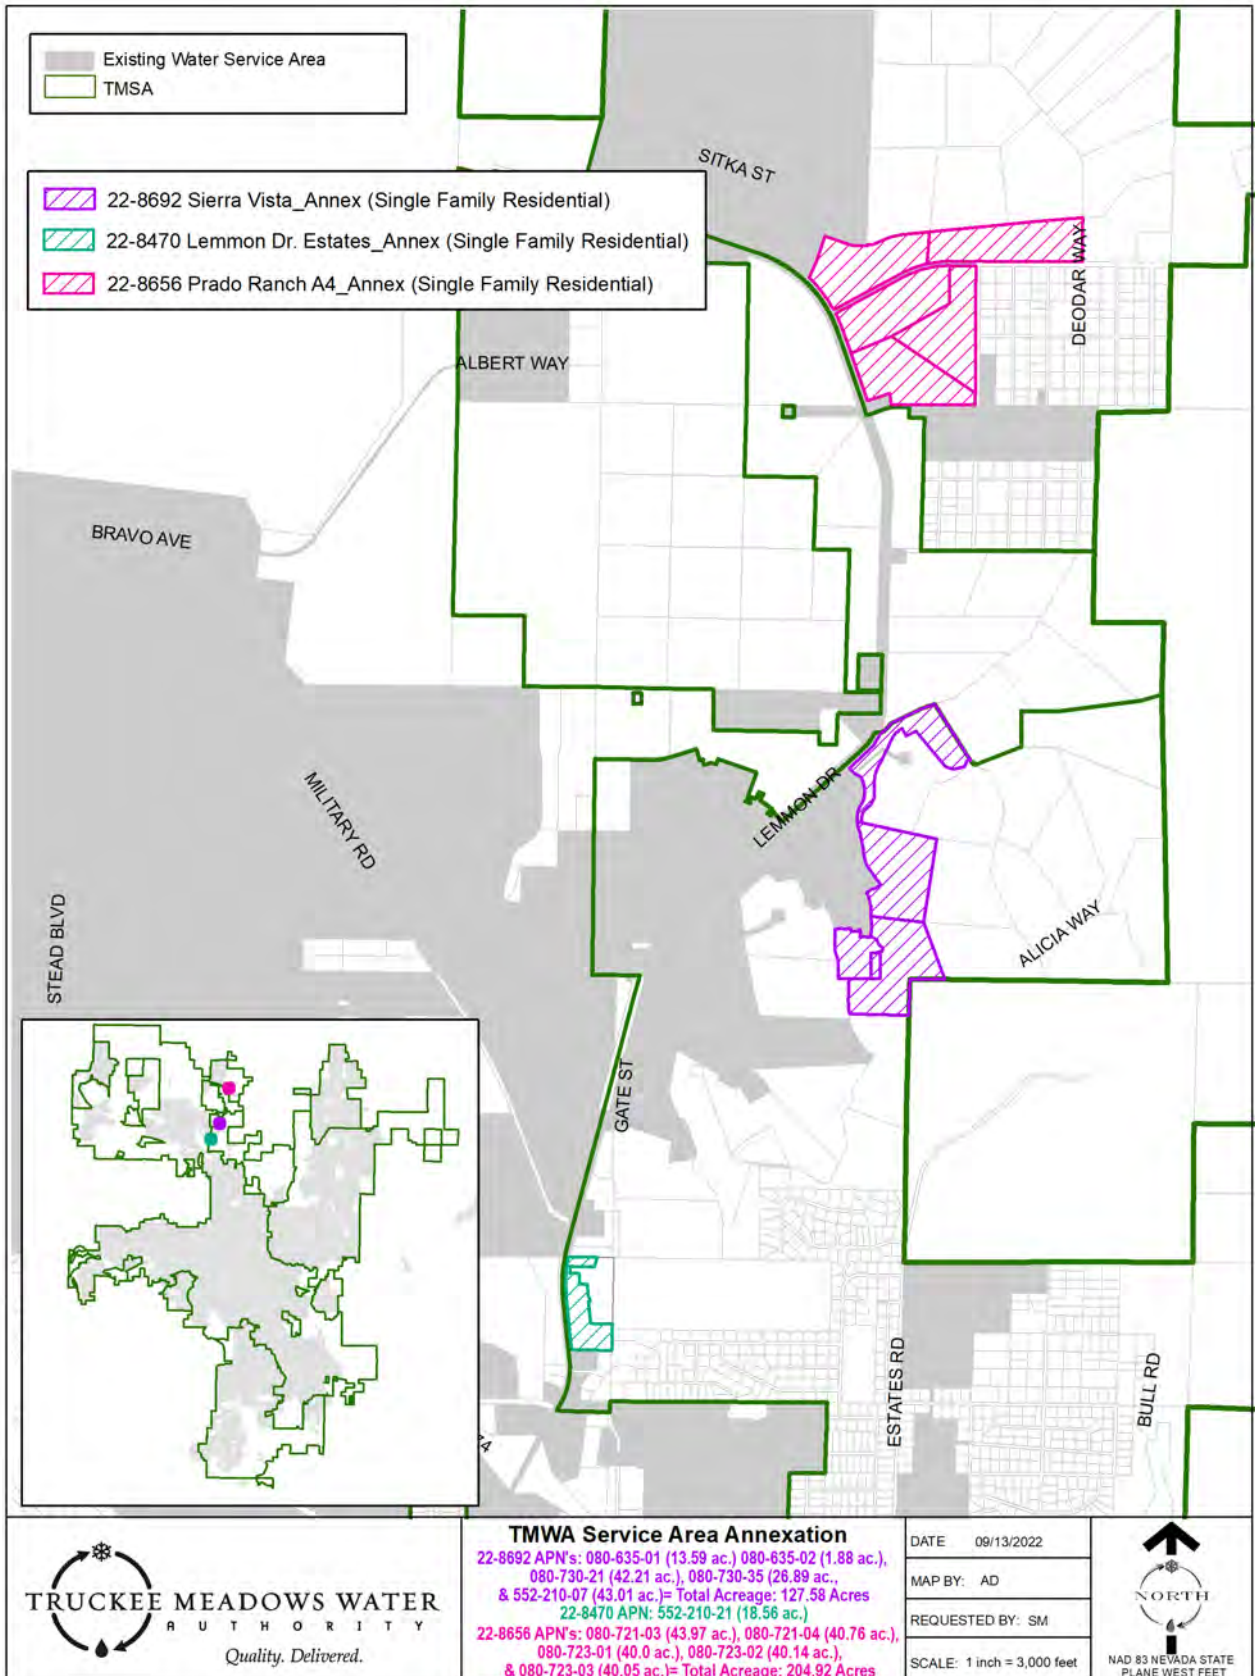 Existing Water Service Area
TMSA
22-8692 Sierra Vista_Annex (Single Family Residential)
22-8470 Lemmon Dr. Estates_Annex (Single Family Residential)
22-8656 Prado Ranch A4_Annex (Single Family Residential)
SITKA ST
DEODAR WAY
ALBERT WAY
BRAVO AVE
MILITARY RD
LEMMON DR
STEAD BLVD
ALICIA WAY
GATE ST
ESTATES RD
BULL RD
TRUCKEE MEADOWS WATER
AUTHORITY
Quality. Delivered.
TMWA Service Area Annexation
22-8692 APN's: 080-635-01 (13.59 ac.) 080-635-02 (1.88 ac.),
080-730-21 (42.21 ac.), 080-730-35 (26.89 ac.,
& 552-210-07 (43.01 ac.)= Total Acreage: 127.58 Acres
22-8470 APN: 552-210-21 (18.56 ac.)
22-8656 APN's: 080-721-03 (43.97 ac.), 080-721-04 (40.76 ac.),
080-723-01 (40.0 ac.), 080-723-02 (40.14 ac.),
& 080-723-03 (40.05 ac.)= Total Acreage: 204.92 Acres
DATE 09/13/2022
MAP BY: AD
REQUESTED BY: SM
SCALE: 1 inch = 3,000 feet
NORTH
NAD 83 NEVADA STATE
PLANE WEST FEET